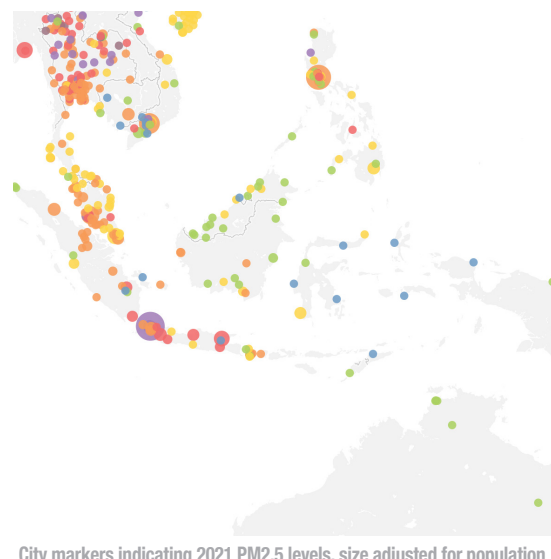 City markers indicating 2021 PM2.5 levels, size adjusted for population